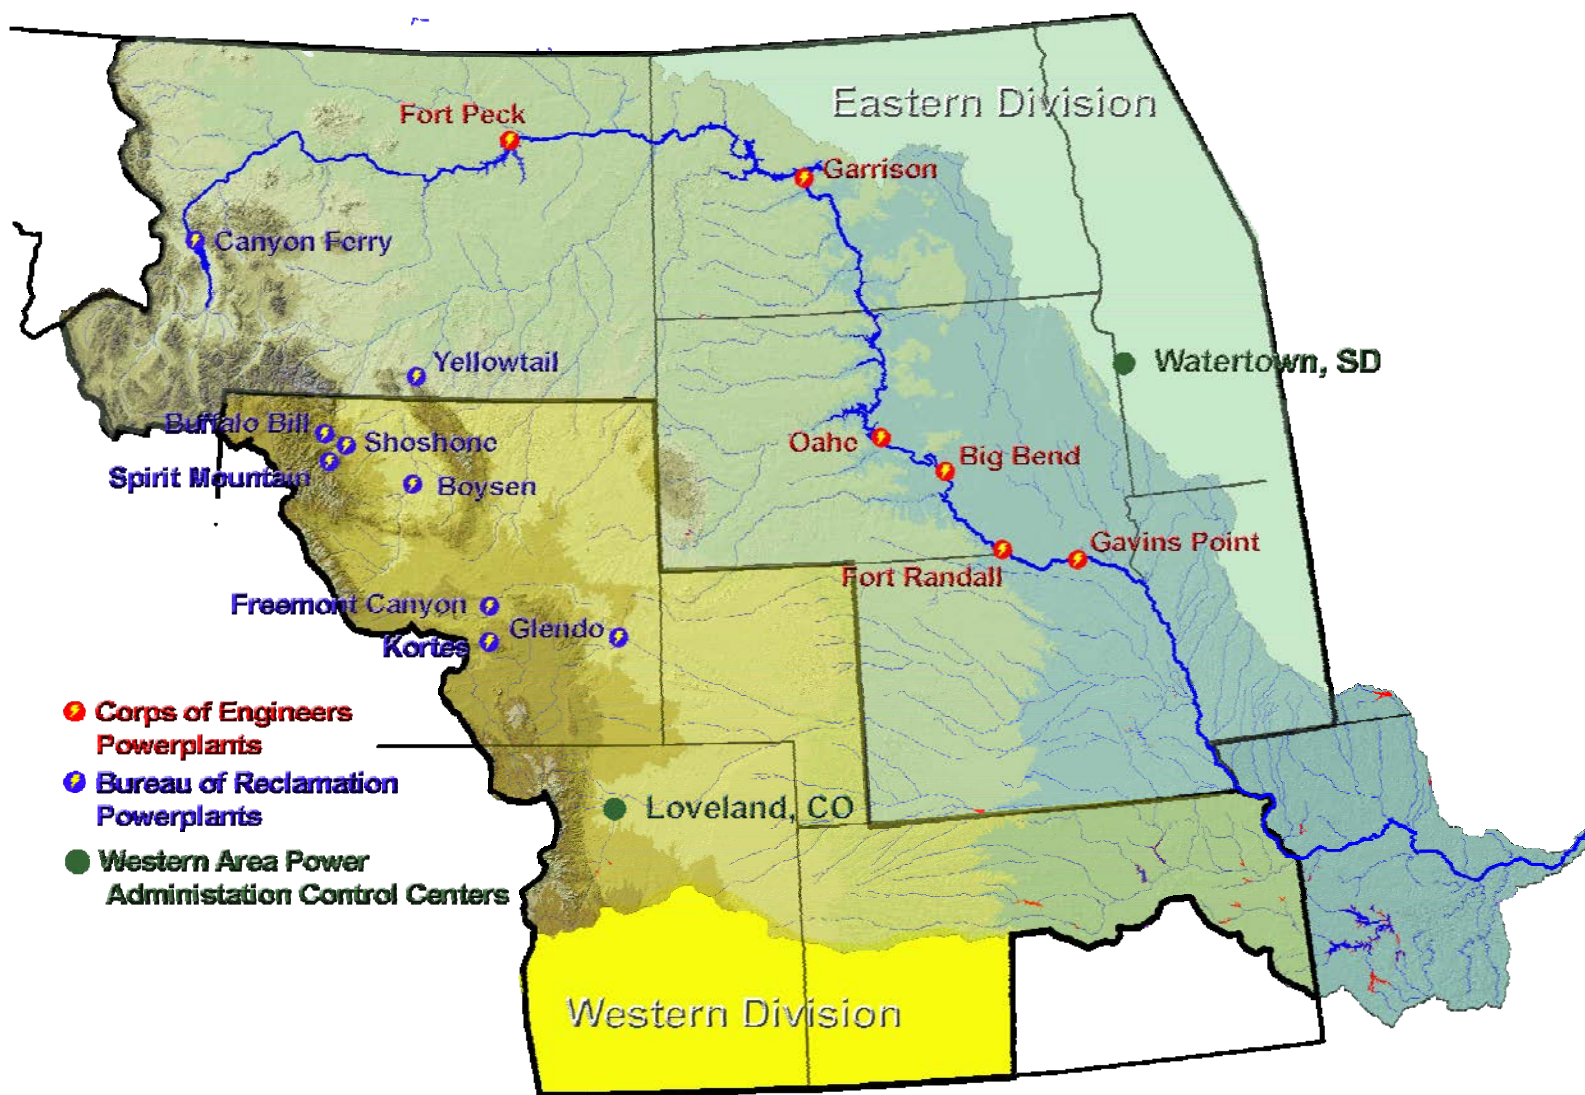 Eastern Division
Fort Peck
Garrison
Canyon Ferry
Yellowtail
Watertown, SD
Buffalo Bill
Shoshone
Oahe
Big Bend
Spirit Mountain
Boysen
Gavins Point
Fort Randall
Freemont Canyon
Glendo
Kortes
Corps of Engineers
Powerplants
Bureau of Reclamation
Powerplants
Loveland, CO
Western Area Power
Administation Control Centers
Western Division